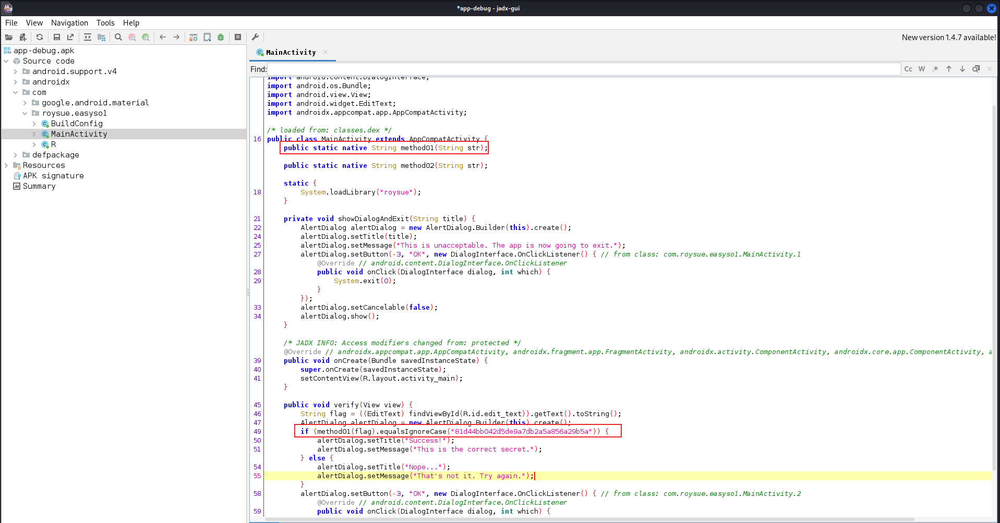 *app-debug - jadx-gui
File View Navigation Tools Help
New version 1.4.7 available!
app-debug.apk
Source code
android.support.v4
androidx
com
google.android.material
roysue.easyso1
BuildConfig
MainActivity
R
defpackage
Resources
APK signature
Summary
MainActivity
Find:
Cc W .*
import android.content.DialogInterface;
import android.os.Bundle;
import android.view.View;
import android.widget.EditText;
import androidx.appcompat.app.AppCompatActivity;
/* loaded from: classes.dex */
16 public class MainActivity extends AppCompatActivity {
public static native String method01(String str);
public static native String method02(String str);
static {
18 System.loadLibrary("roysue");
}
21 private void showDialogAndExit(String title) {
22 AlertDialog alertDialog = new AlertDialog.Builder(this).create();
24 alertDialog.setTitle(title);
25 alertDialog.setMessage("This is unacceptable. The app is now going to exit.");
27 alertDialog.setButton(-3, "OK", new DialogInterface.OnClickListener() { // from class: com.roysue.easyso1.MainActivity.1
@Override // android.content.DialogInterface.OnClickListener
28 public void onClick(DialogInterface dialog, int which) {
29 System.exit(0);
}
});
33 alertDialog.setCancelable(false);
34 alertDialog.show();
}
/* JADX INFO: Access modifiers changed from: protected */
@Override // androidx.appcompat.app.AppCompatActivity, androidx.fragment.app.FragmentActivity, androidx.activity.ComponentActivity, androidx.core.app.ComponentActivity, a
39 public void onCreate(Bundle savedInstanceState) {
40 super.onCreate(savedInstanceState);
41 setContentView(R.layout.activity_main);
}
45 public void verify(View view) {
46 String flag = ((EditText) findViewById(R.id.edit_text)).getText().toString();
47 AlertDialog alertDialog = new AlertDialog.Builder(this).create();
49 if (method01(flag).equalsIgnoreCase("81d44bb042d5de9a7db2a5a856a29b5a")) {
50 alertDialog.setTitle("Success!");
51 alertDialog.setMessage("This is the correct secret.");
} else {
54 alertDialog.setTitle("Nope...");
55 alertDialog.setMessage("That's not it. Try again.");
}
58 alertDialog.setButton(-3, "OK", new DialogInterface.OnClickListener() { // from class: com.roysue.easyso1.MainActivity.2
@Override // android.content.DialogInterface.OnClickListener
59 public void onClick(DialogInterface dialog, int which) {